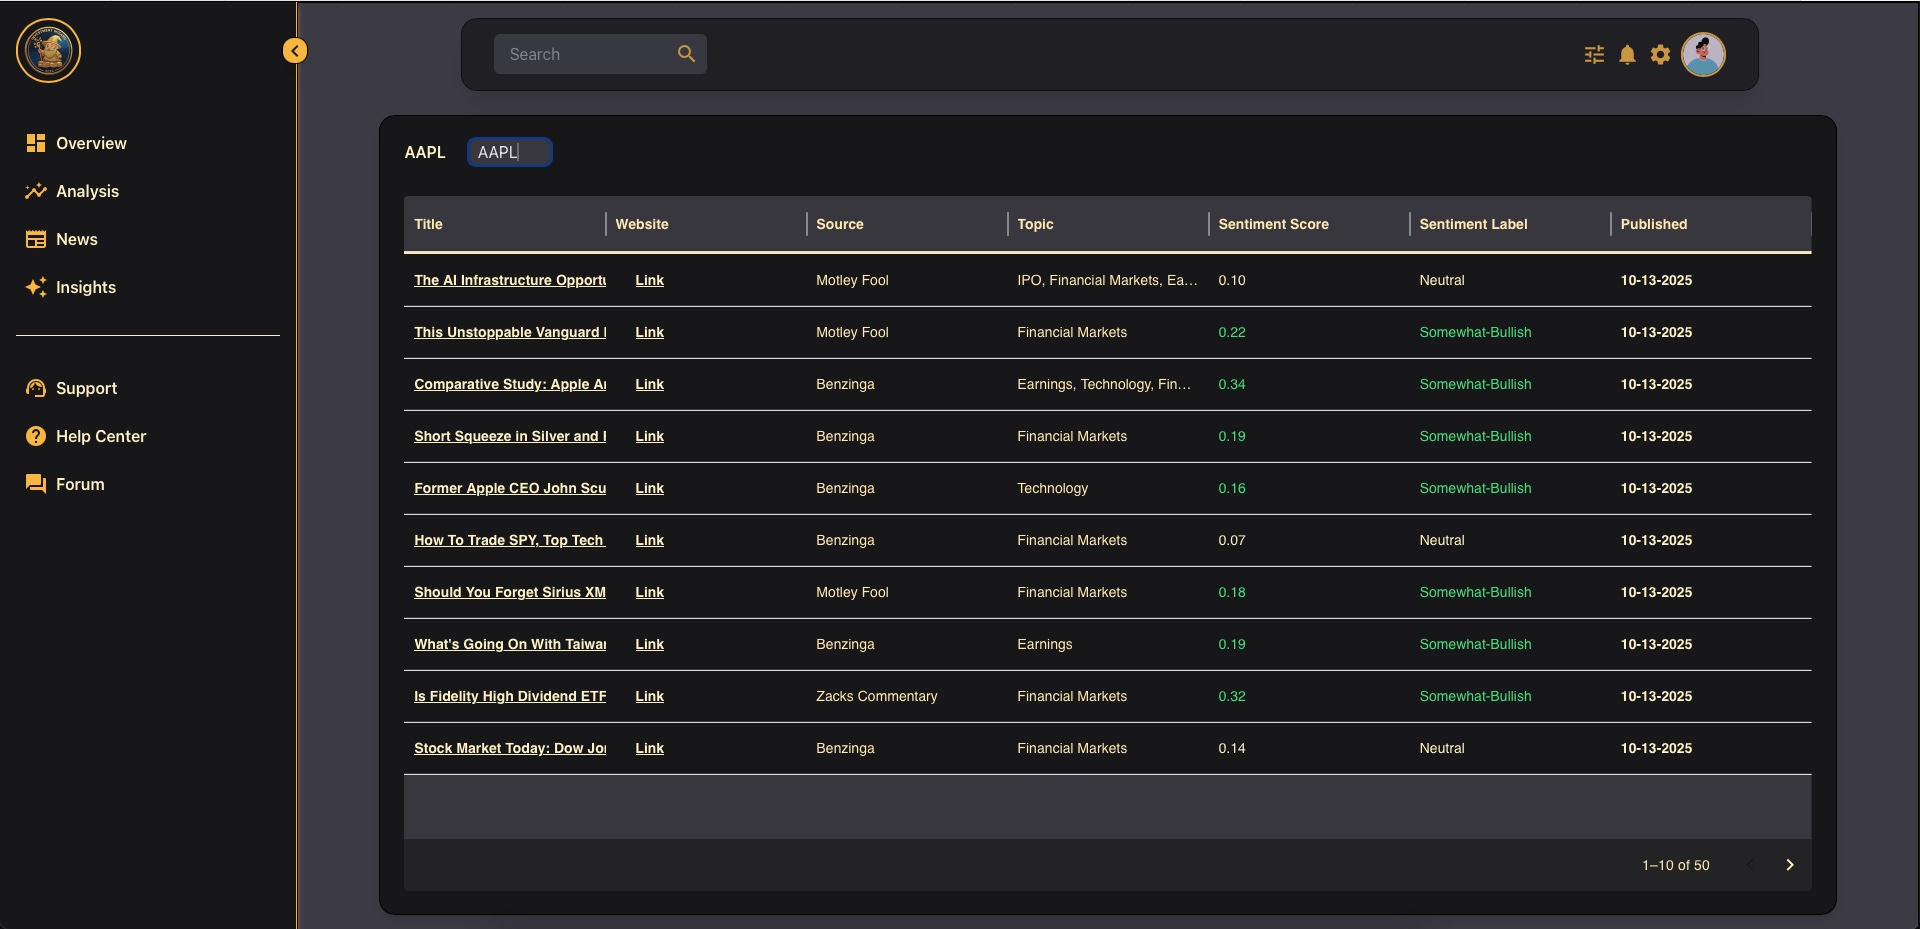 Search
Overview
Analysis
News
Insights
Support
Help Center
Forum
AAPL AAPL
Title Website Source Topic Sentiment Score Sentiment Label Published
The AI Infrastructure Opportu Link Motley Fool IPO, Financial Markets, Ea… 0.10 Neutral 10-13-2025
This Unstoppable Vanguard Link Motley Fool Financial Markets 0.22 Somewhat-Bullish 10-13-2025
Comparative Study: Apple Link Benzinga Earnings, Technology, Fin… 0.34 Somewhat-Bullish 10-13-2025
Short Squeeze in Silver and Link Benzinga Financial Markets 0.19 Somewhat-Bullish 10-13-2025
Former Apple CEO John Scu Link Benzinga Technology 0.16 Somewhat-Bullish 10-13-2025
How To Trade SPY, Top Tech Link Benzinga Financial Markets 0.07 Neutral 10-13-2025
Should You Forget Sirius XM Link Motley Fool Financial Markets 0.18 Somewhat-Bullish 10-13-2025
What's Going On With Taiwan Link Benzinga Earnings 0.19 Somewhat-Bullish 10-13-2025
Is Fidelity High Dividend ETF Link Zacks Commentary Financial Markets 0.32 Somewhat-Bullish 10-13-2025
Stock Market Today: Dow Jo Link Benzinga Financial Markets 0.14 Neutral 10-13-2025
1–10 of 50